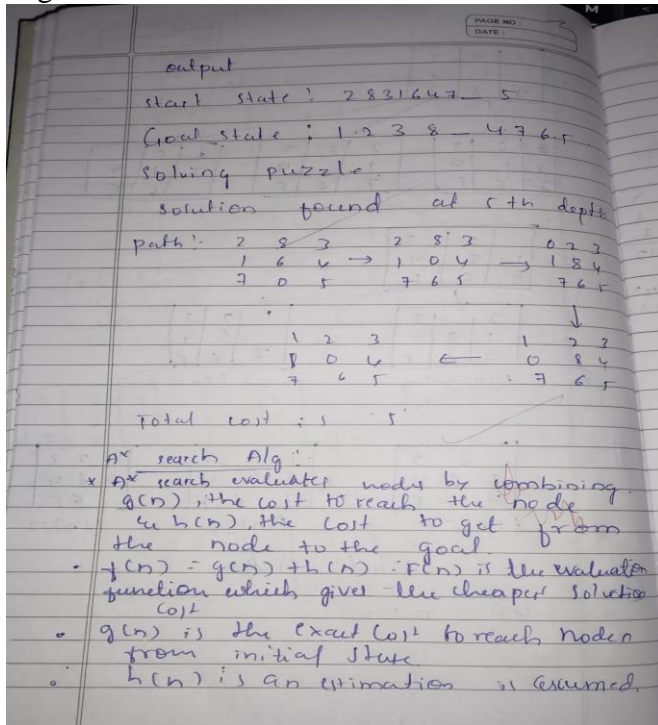 PAGE NO :
DATE :
output
start state : 2 8 3 1 6 4 7 _ 5
Goal state : 1 2 3 8 _ 4 7 6 5
solving puzzle
solution found at 5th depth
path :- 2 8 3 2 8 3 0 2 3
1 6 4 → 1 0 4 → 1 8 4
7 0 5 7 6 5 7 6 5
↓
1 2 3 1 2 3
8 0 4 ← 0 8 4
7 6 5 7 6 5
Total cost : 5
A* search Alg :
* A* search evaluates nodes by combining
g(n), the cost to reach the node
& h(n), the cost to get from
the node to the goal.
• f(n) = g(n) + h(n) . F(n) is the evaluation
function which gives the cheapest solution
cost
• g(n) is the exact cost to reach node n
from initial state.
• h(n) is an estimation is assumed.